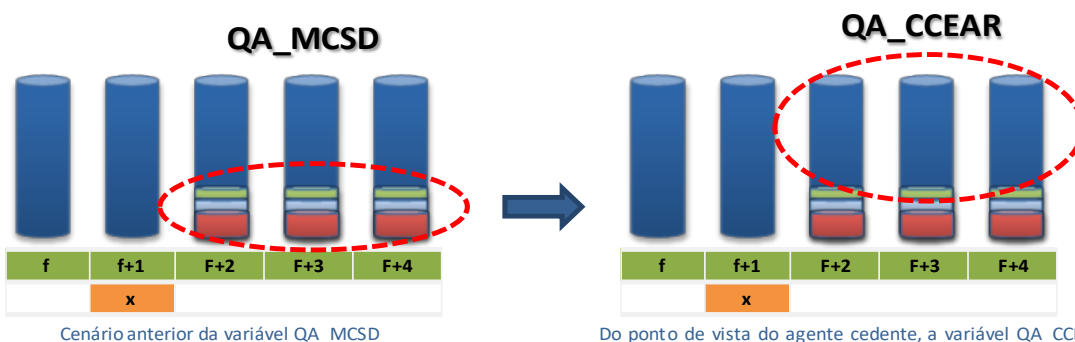 QA_MCSD
QA_CCEAR
f f+1 F+2 F+3 F+4
x
f f+1 F+2 F+3 F+4
x
Cenário anterior da variável QA MCSD
Do ponto de vista do agente cedente, a variável QA